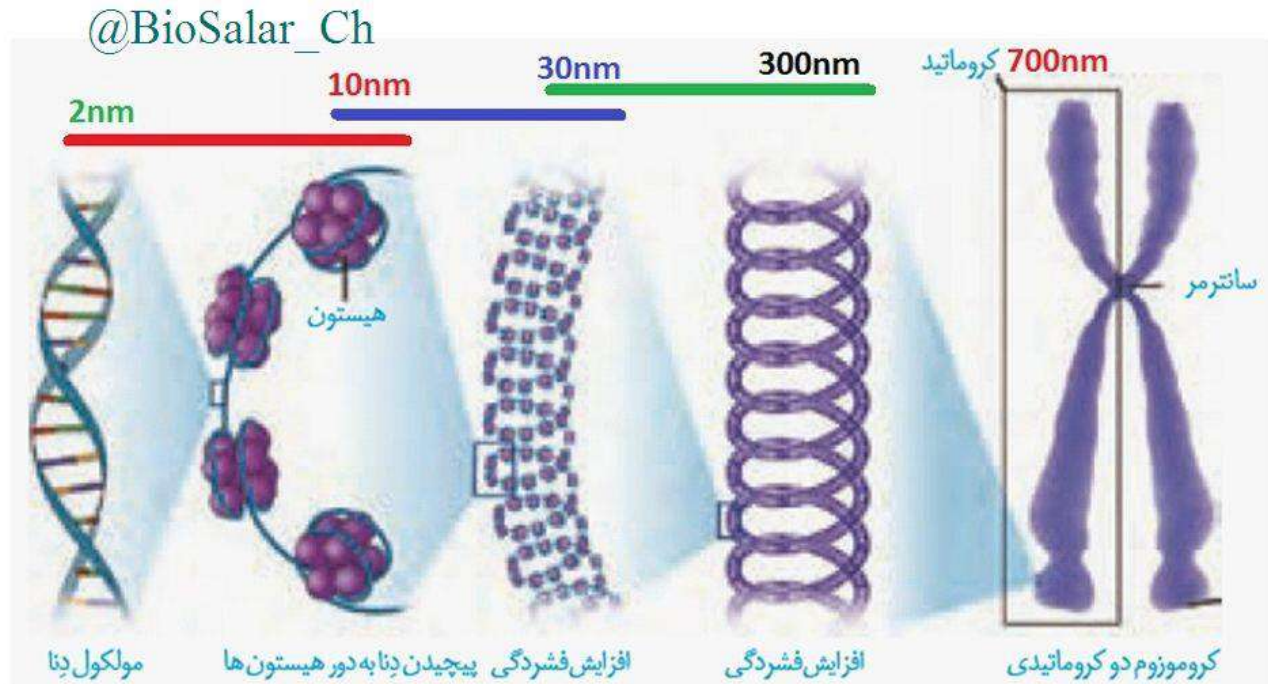 @BioSalar_Ch
2nm
10nm
30nm
300nm
700nm
کروماتید
هیستون
سانترمر
مولکول دِنا
پیچیدن دِنا به دور هیستون ها
افزایش فشردگی
افزایش فشردگی
کروموزوم دو کروماتیدی